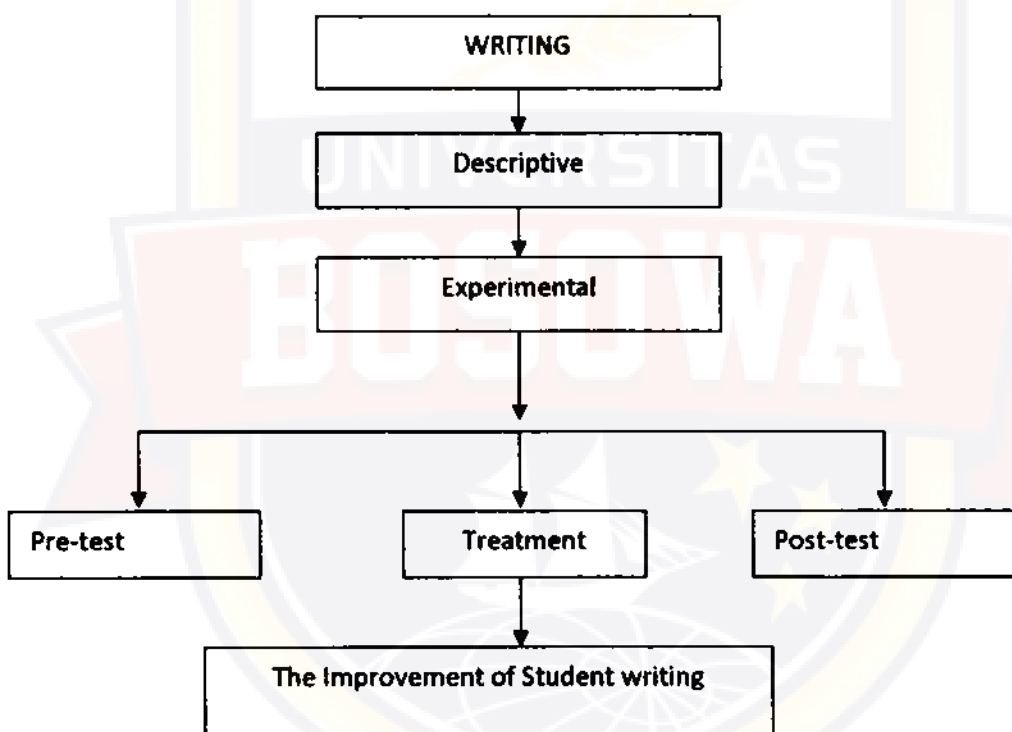 WRITING
UNIVERSITAS
Descriptive
BOSOWA
Experimental
Pre-test
Treatment
Post-test
The Improvement of Student writing